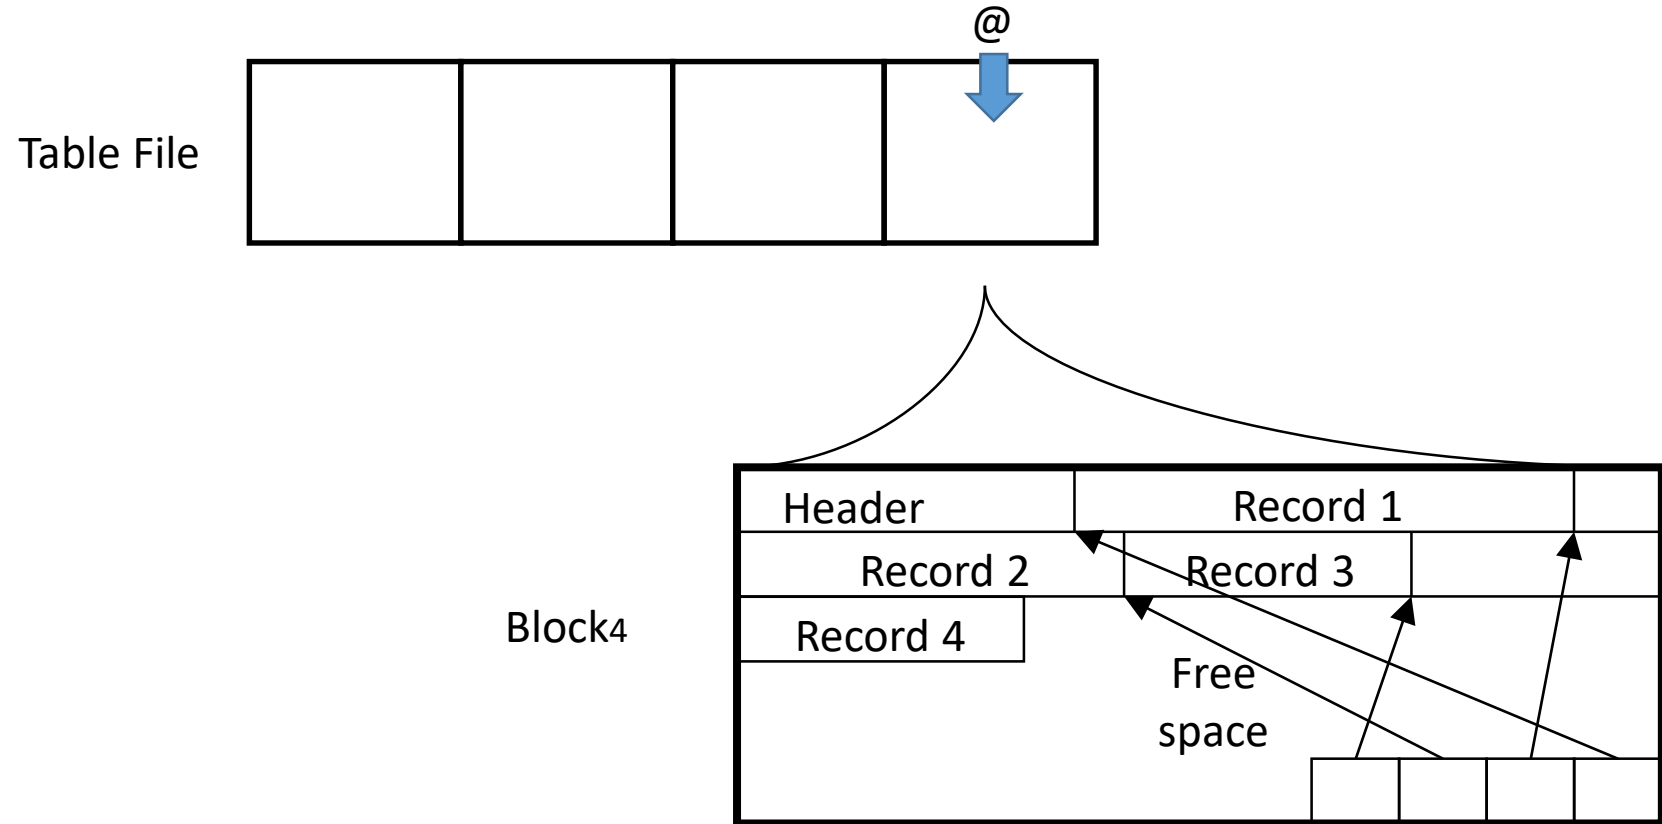 @
Table File
Header
Record 1
Record 2
Record 3
Block4
Record 4
Free
space